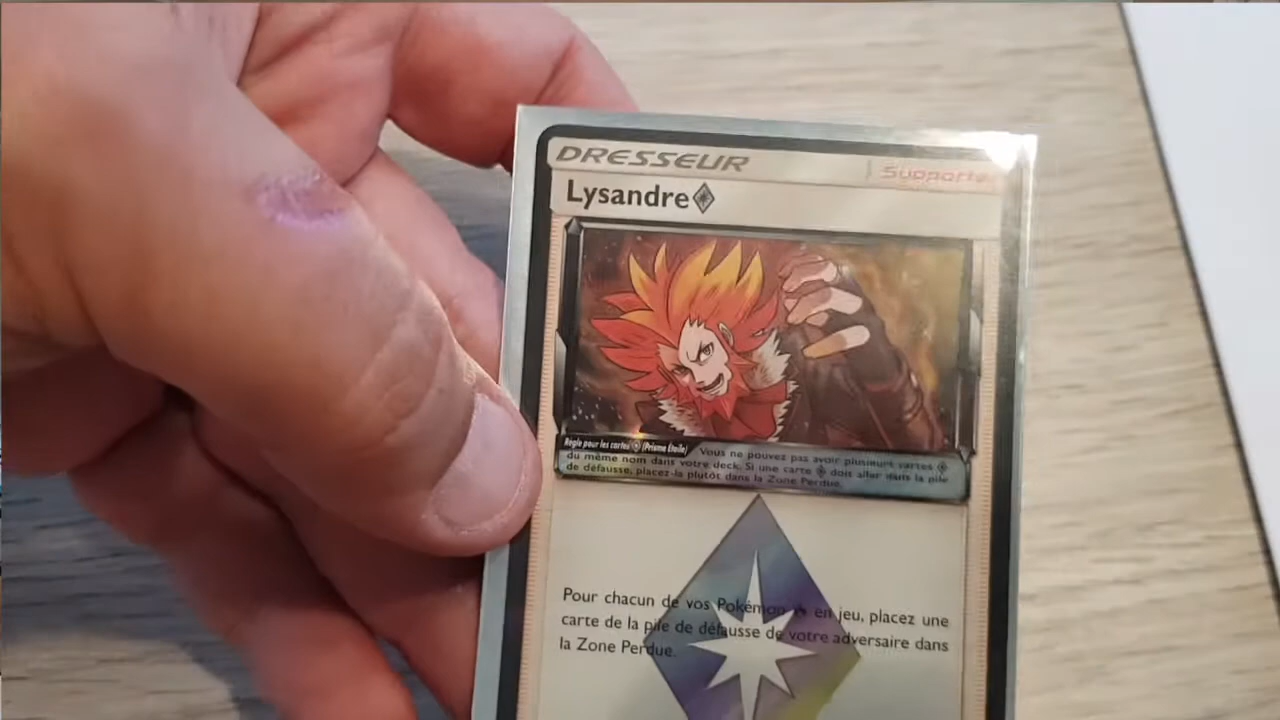 DRESSEUR
Supporter
Lysandre
Règle pour les cartes (Prisme Étoile) Vous ne pouvez pas avoir plusieurs cartes
du même nom dans votre deck. Si une carte doit aller dans la pile
de défausse, placez-la plutôt dans la Zone Perdue.
Pour chacun de vos Pokémon en jeu, placez une
carte de la pile de défausse de votre adversaire dans
la Zone Perdue.